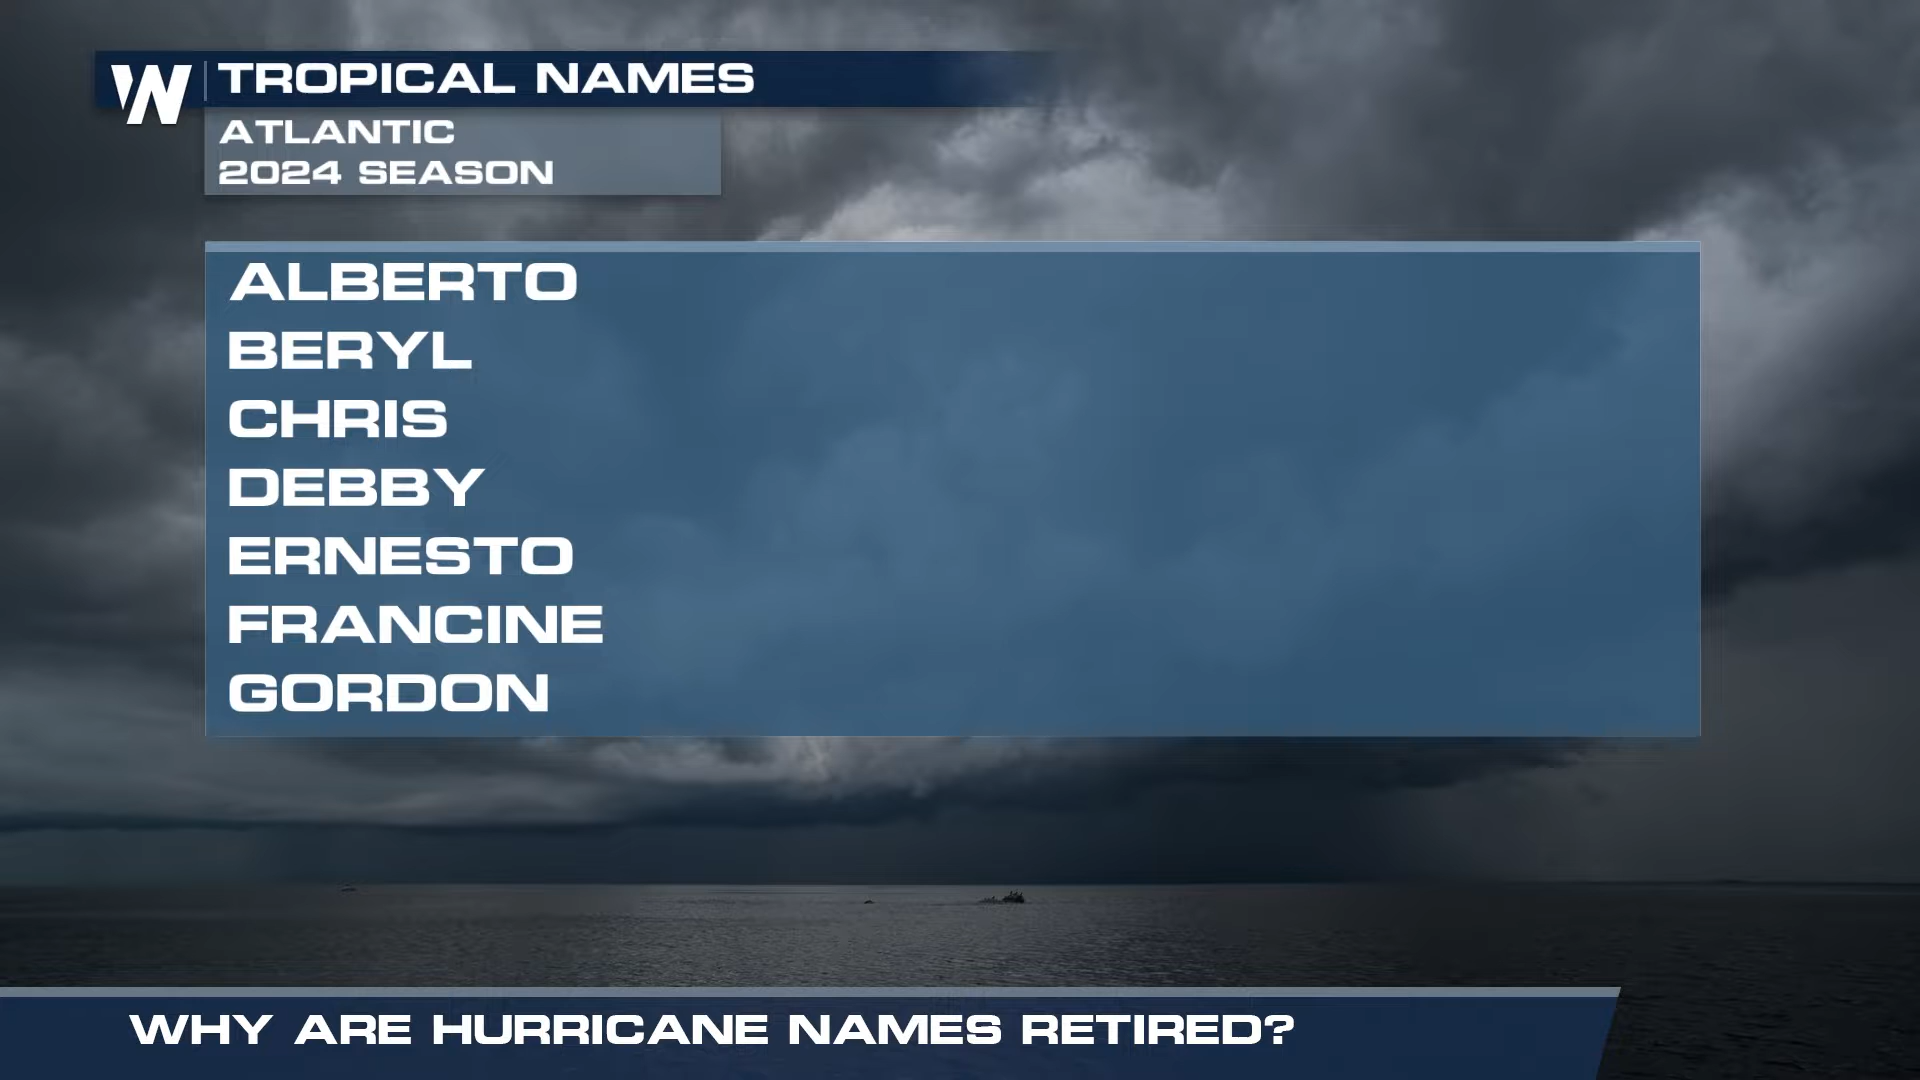 W TROPICAL NAMES
ATLANTIC
2024 SEASON
ALBERTO
BERYL
CHRIS
DEBBY
ERNESTO
FRANCINE
GORDON
WHY ARE HURRICANE NAMES RETIRED?